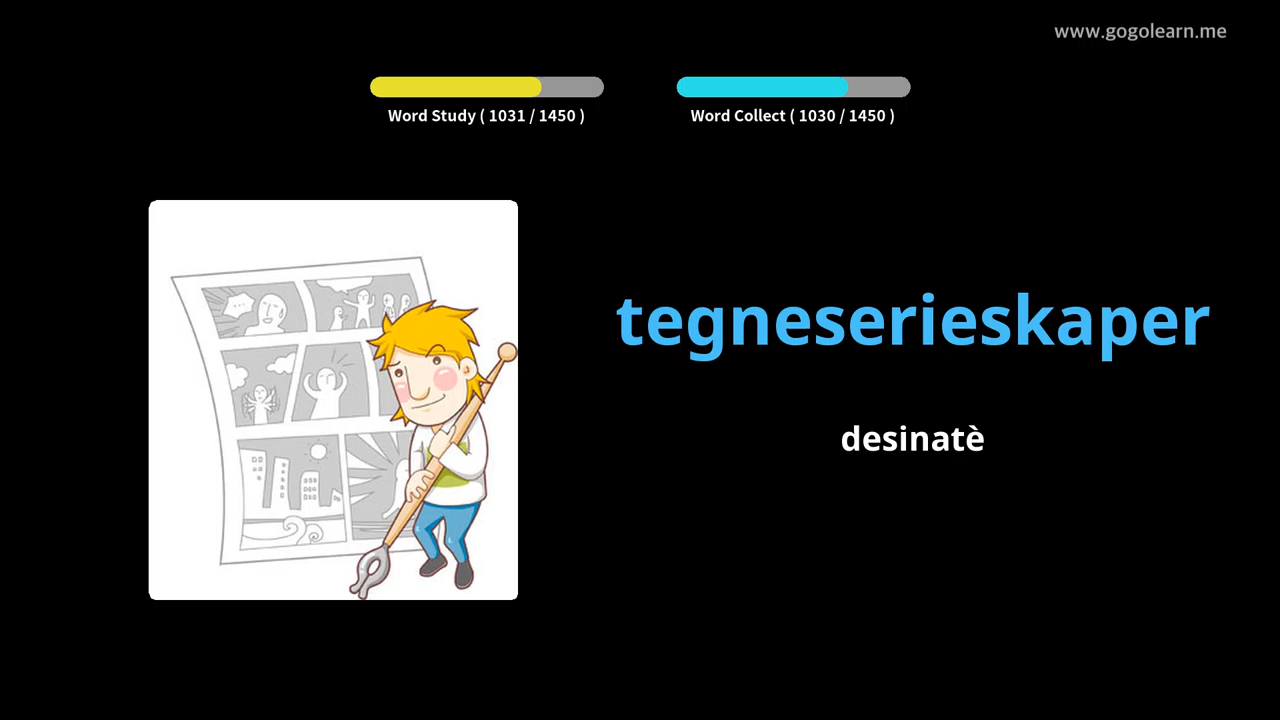 www.gogolearn.me
Word Study ( 1031 / 1450 )
Word Collect ( 1030 / 1450 )
tegneserieskaper
desinatè